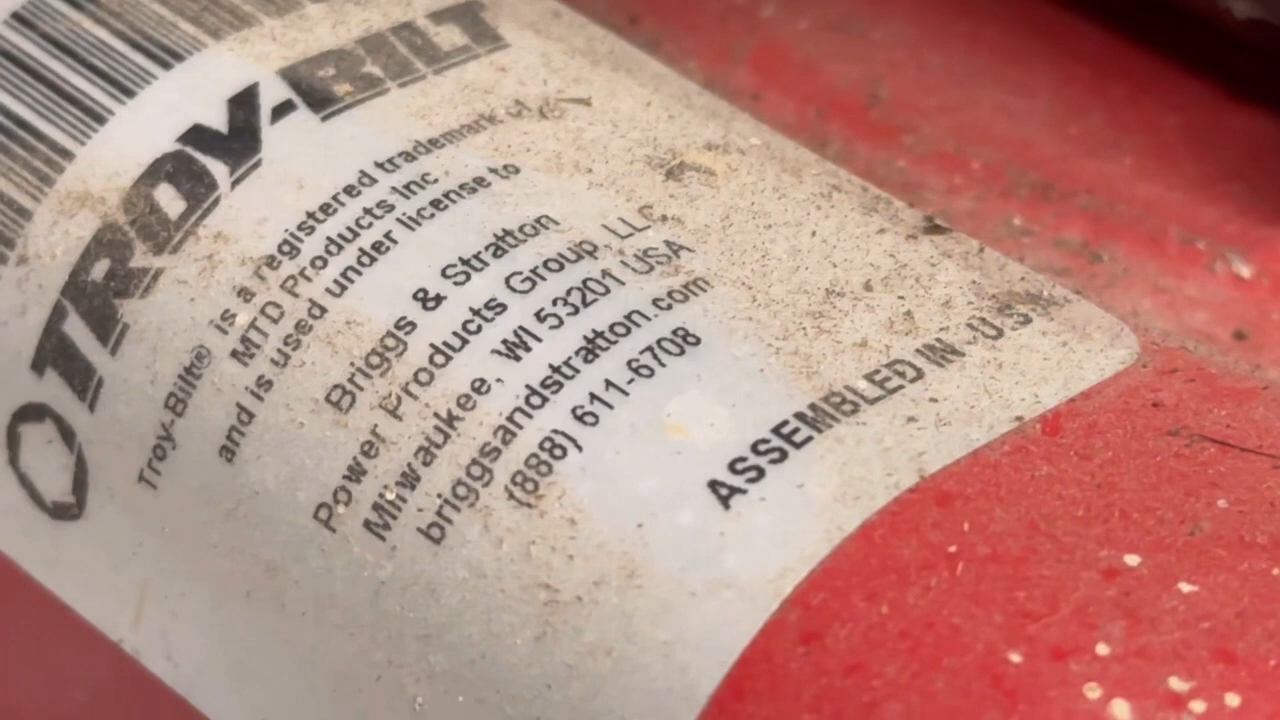 TROY-BILT
Troy-Bilt® is a registered trademark of
MTD Products Inc
and is used under license to
Briggs & Stratton
Power Products Group, LLC
Milwaukee, WI 53201 USA
briggsandstratton.com
(888) 611-6708
ASSEMBLED IN U.S.A.